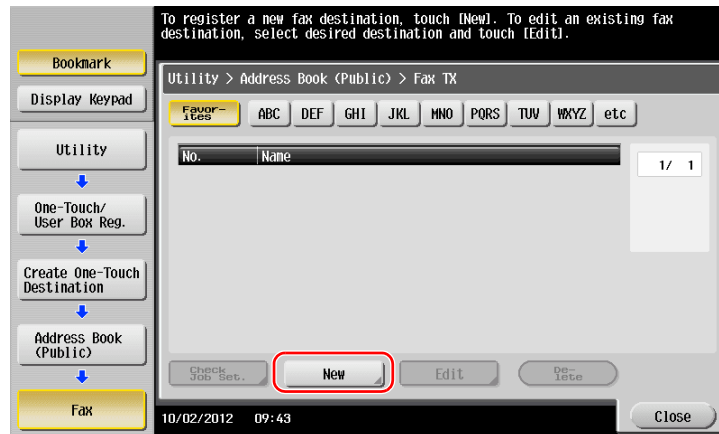 To register a new fax destination, touch [New]. To edit an existing fax
destination, select desired destination and touch [Edit].
Bookmark
Display Keypad
Utility
One-Touch/
User Box Reg.
Create One-Touch
Destination
Address Book
(Public)
Fax
Utility > Address Book (Public) > Fax TX
Favor-
ites
ABC
DEF
GHI
JKL
MNO
PQRS
TUV
WXYZ
etc
No.
Name
1/ 1
Check
Job Set.
New
Edit
De-
lete
10/02/2012 09:43
Close